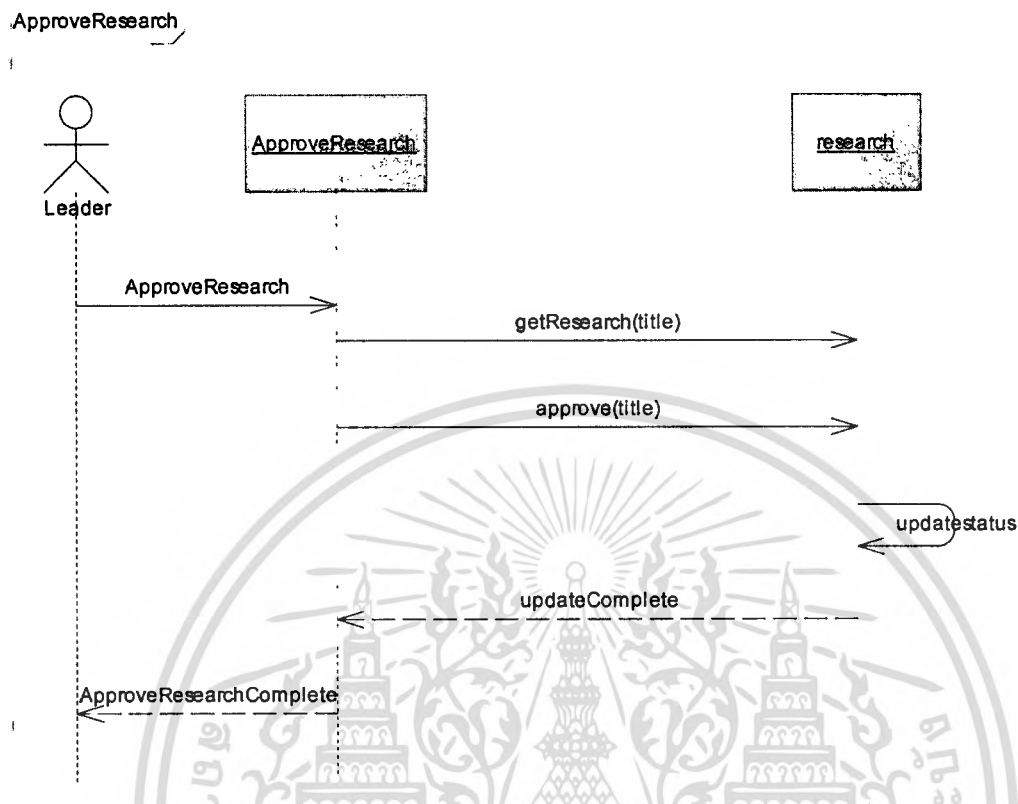 ApproveResearch
ApproveResearch
research
Leader
ApproveResearch
getResearch(title)
approve(title)
updatestatus
updateComplete
ApproveResearchComplete